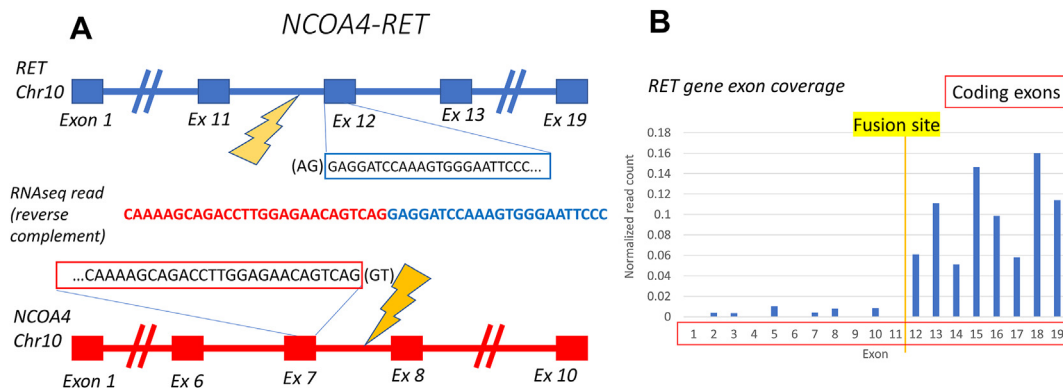 A
NCOA4-RET
RET
Chr10
Exon 1
Ex 11
Ex 12
Ex 13
Ex 19
(AG) GAGGATCCAAAGTGGGAATTCCC...
RNAseq read
(reverse
complement)
CAAAAGCAGACCTTGGAGAACAGTCAGGAGGATCCAAAGTGGGAATTCCC
...CAAAAGCAGACCTTGGAGAACAGTCAG (GT)
NCOA4
Chr10
Exon 1
Ex 6
Ex 7
Ex 8
Ex 10
B
RET gene exon coverage
Coding exons
Fusion site
Normalized read count
0.18
0.16
0.14
0.12
0.1
0.08
0.06
0.04
0.02
0
1 2 3 4 5 6 7 8 9 10 11 12 13 14 15 16 17 18 19
Exon